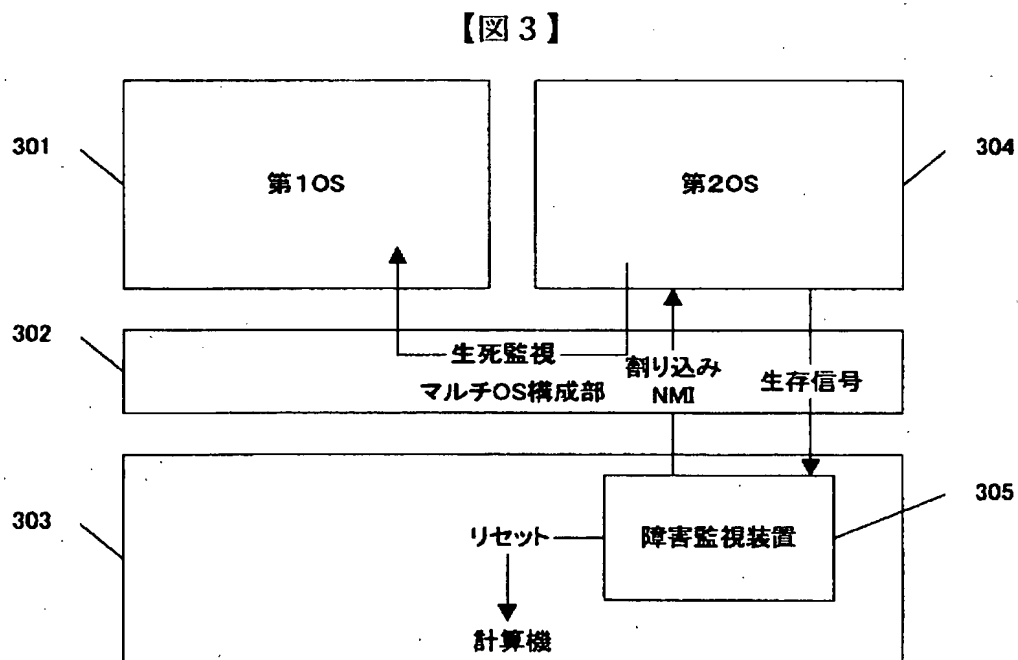 【図３】
301
304
第１OS
第２OS
302
生死監視
割り込み
NMI
生存信号
マルチOS構成部
303
305
リセット
障害監視装置
計算機